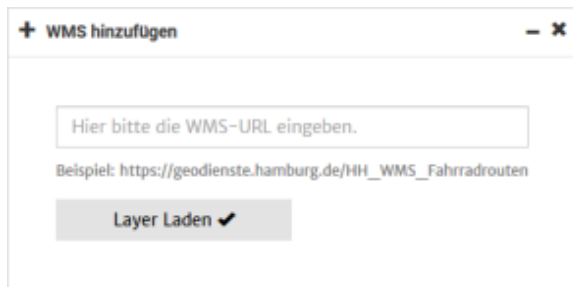 WMS hinzufügen
Hier bitte die WMS-URL eingeben.
Beispiel: https://geodienste.hamburg.de/HH_WMS_Fahrradrouten
Layer Laden ✔